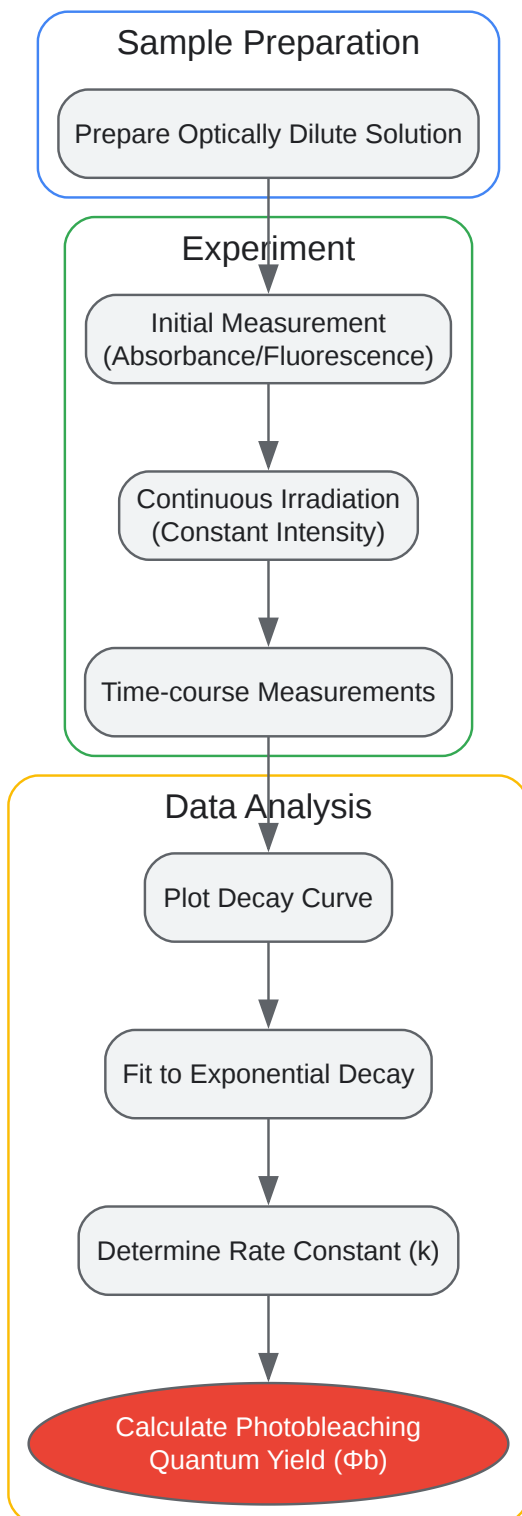 Sample Preparation
Prepare Optically Dilute Solution
Experiment
Initial Measurement
(Absorbance/Fluorescence)
Continuous Irradiation
(Constant Intensity)
Time-course Measurements
Data Analysis
Plot Decay Curve
Fit to Exponential Decay
Determine Rate Constant (k)
Calculate Photobleaching
Quantum Yield (Φb)